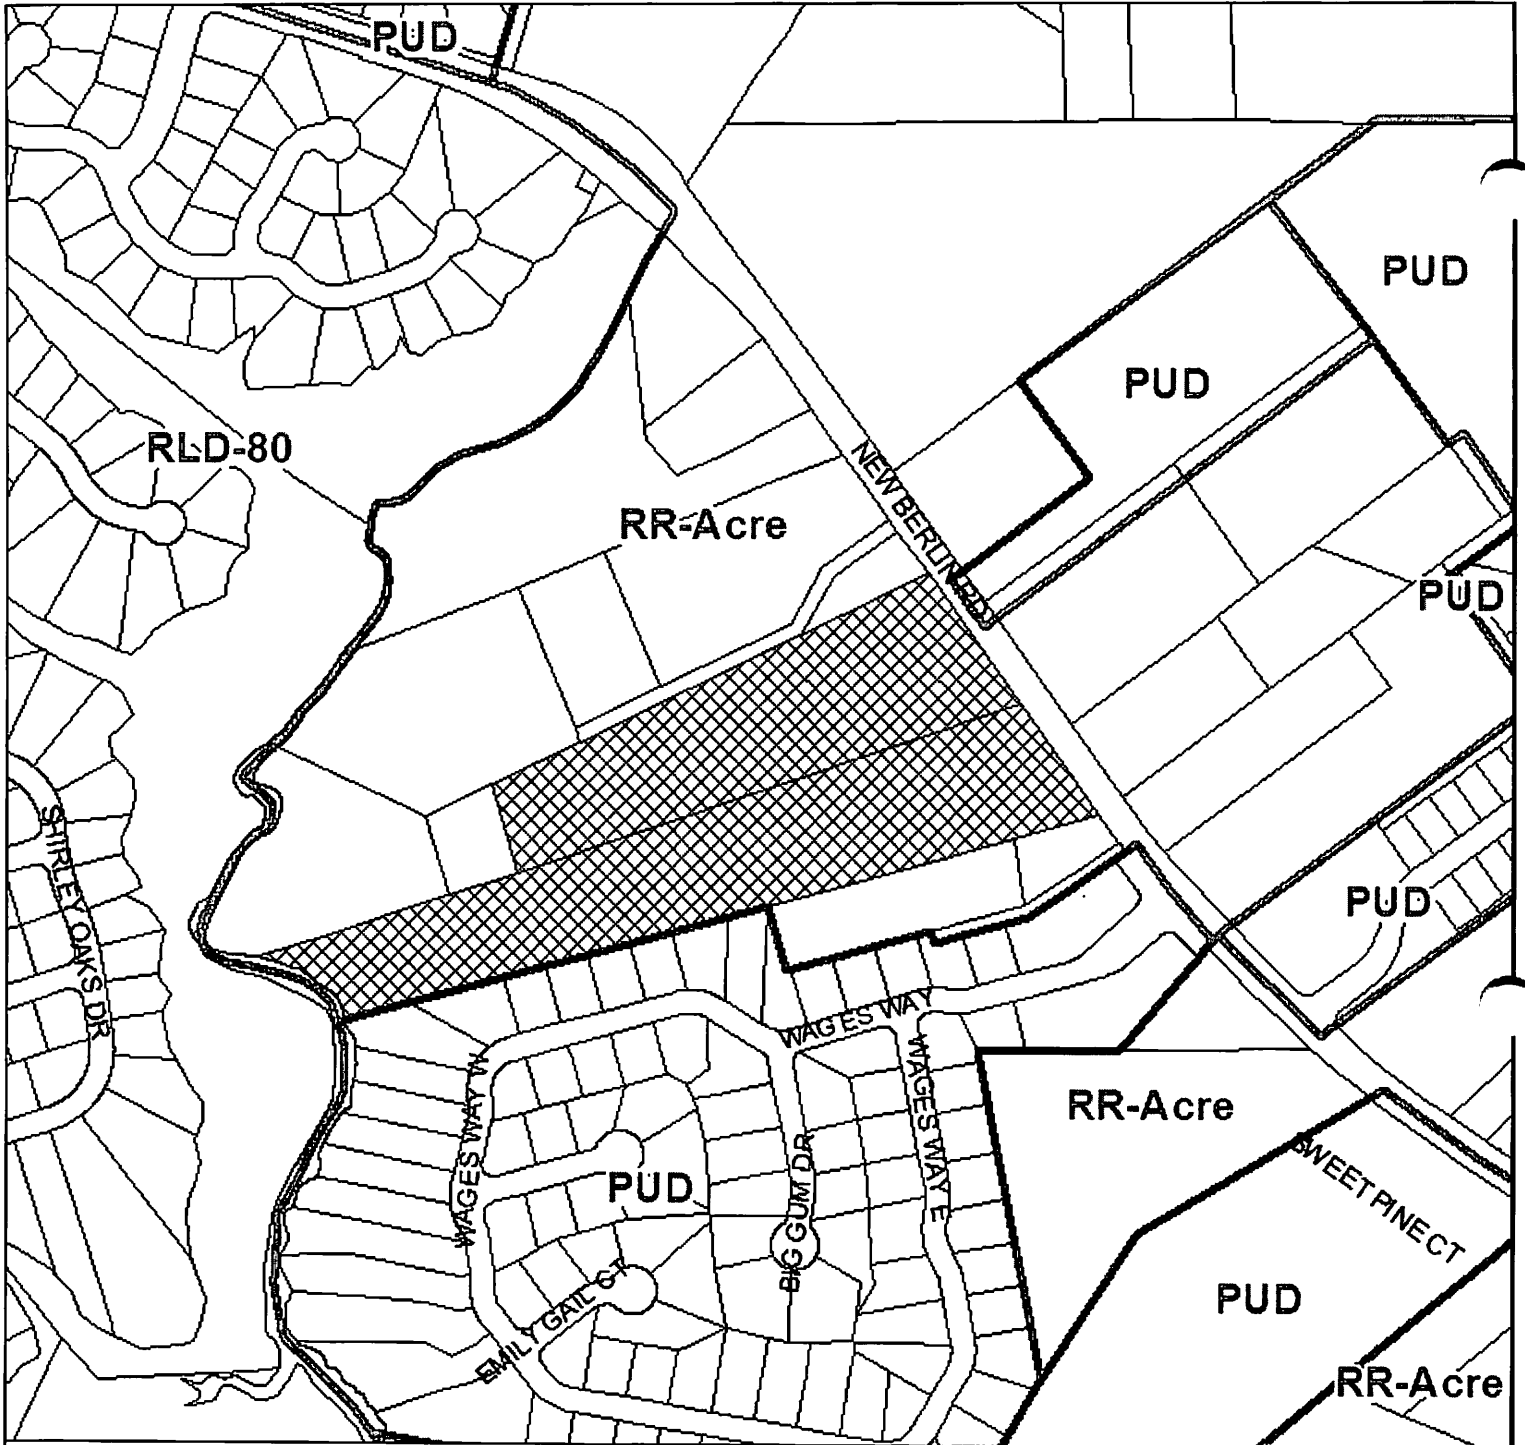 PUD
PUD
PUD
RLD-80
NEW BERLIN RD
RR-Acre
PUD
SHIRLEY OAKS DR
PUD
WAGES WAY
WAGES WAY W
WAGES WAY E
RR-Acre
BIG GUM DR
SWEET PINE CT
PUD
EMILY GAIL CT
PUD
RR-Acre